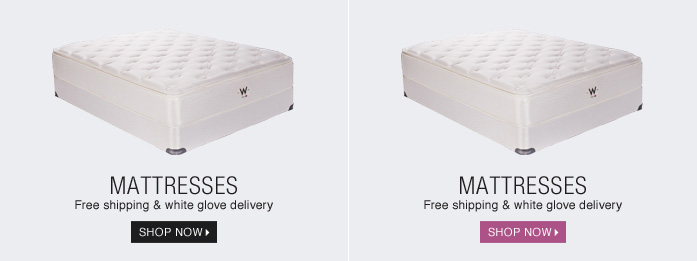 W
MATTRESSES
Free shipping & white glove delivery
SHOP NOW
W
MATTRESSES
Free shipping & white glove delivery
SHOP NOW